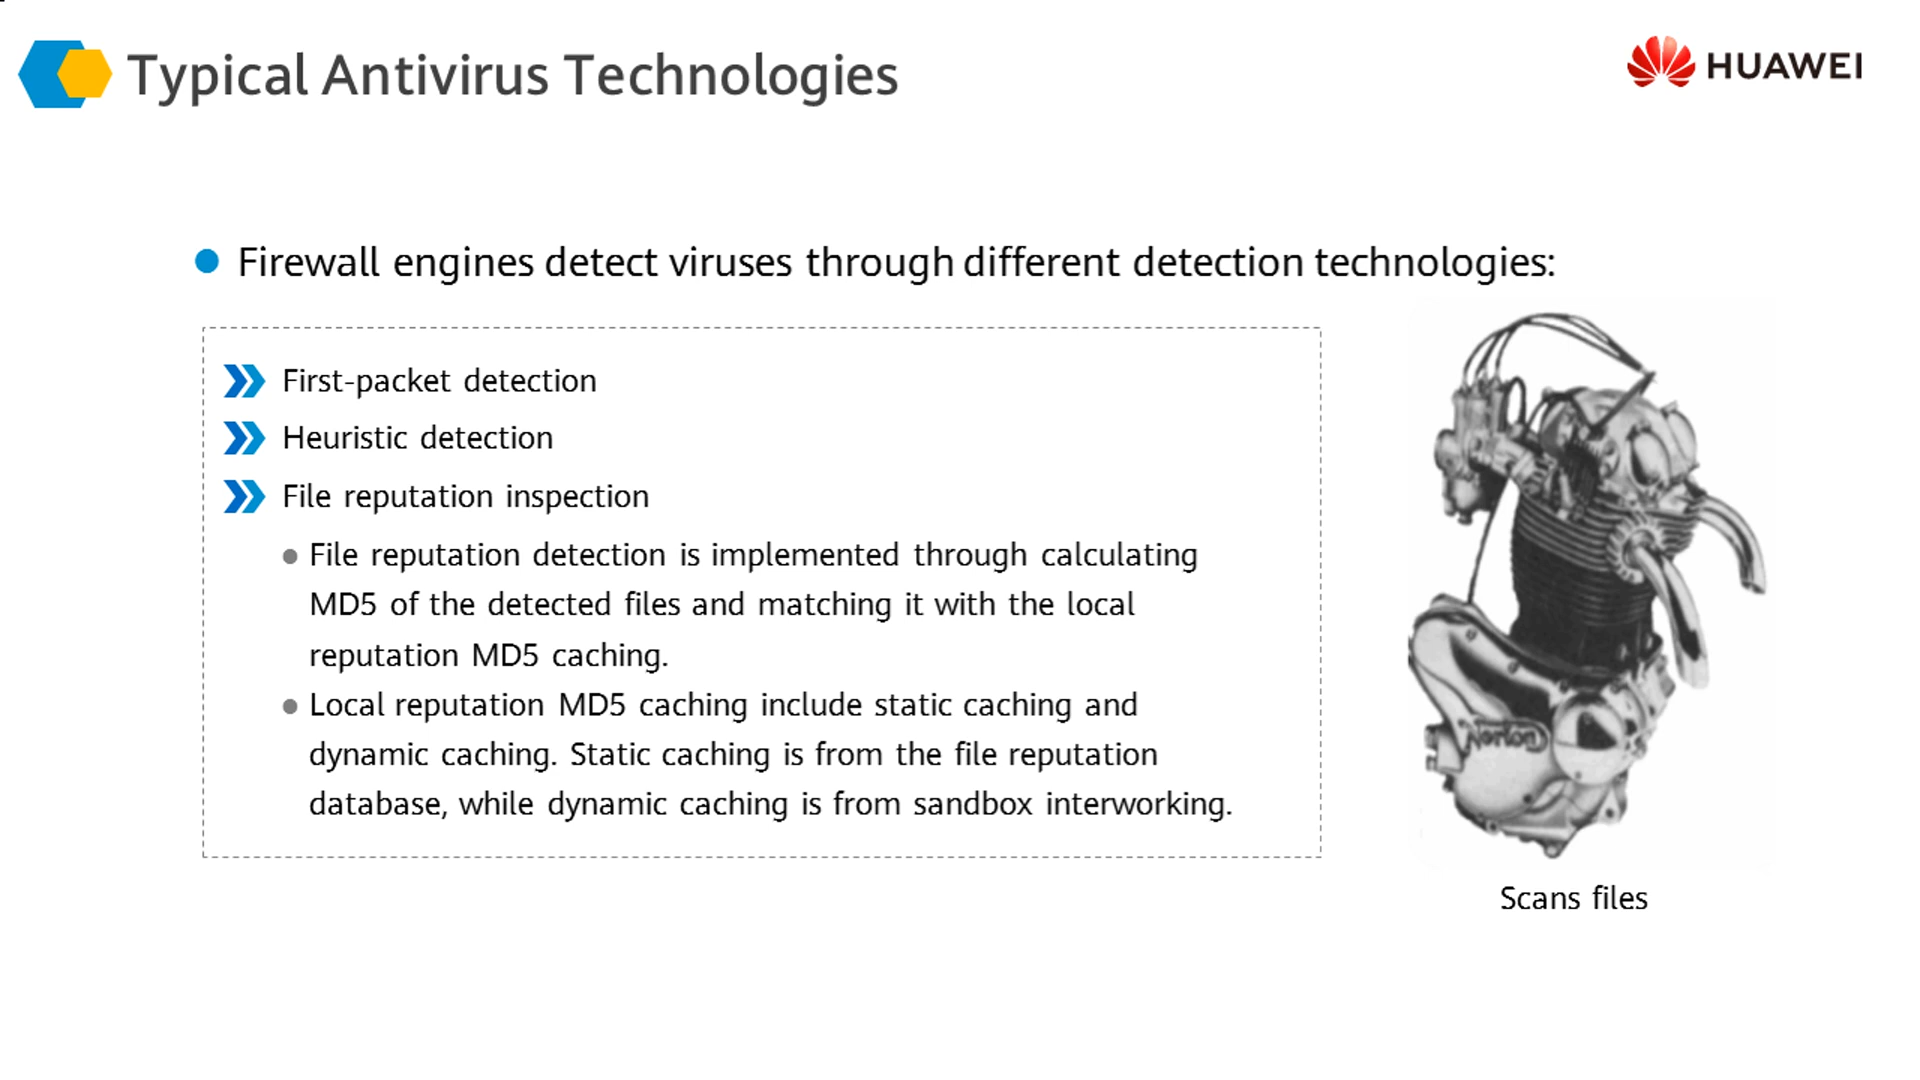 Typical Antivirus Technologies
HUAWEI
Firewall engines detect viruses through different detection technologies:
First-packet detection
Heuristic detection
File reputation inspection
File reputation detection is implemented through calculating
MD5 of the detected files and matching it with the local
reputation MD5 caching.
Local reputation MD5 caching include static caching and
dynamic caching. Static caching is from the file reputation
database, while dynamic caching is from sandbox interworking.
Norton
Scans files